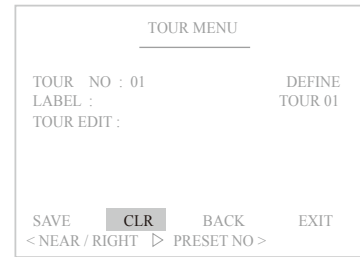 TOUR MENU
TOUR NO : 01 DEFINE
LABEL : TOUR 01
TOUR EDIT :
SAVE CLR BACK EXIT
< NEAR / RIGHT ▷ PRESET NO >